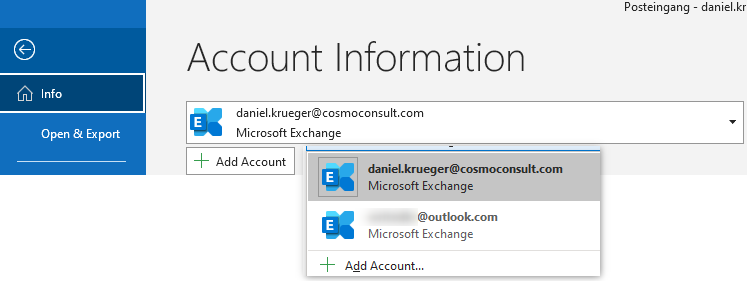 Posteingang - daniel.kr
Account Information
Info
daniel.krueger@cosmoconsult.com
Microsoft Exchange
Open & Export
Add Account
E daniel.krueger@cosmoconsult.com
Microsoft Exchange
E @outlook.com
Microsoft Exchange
Add Account...